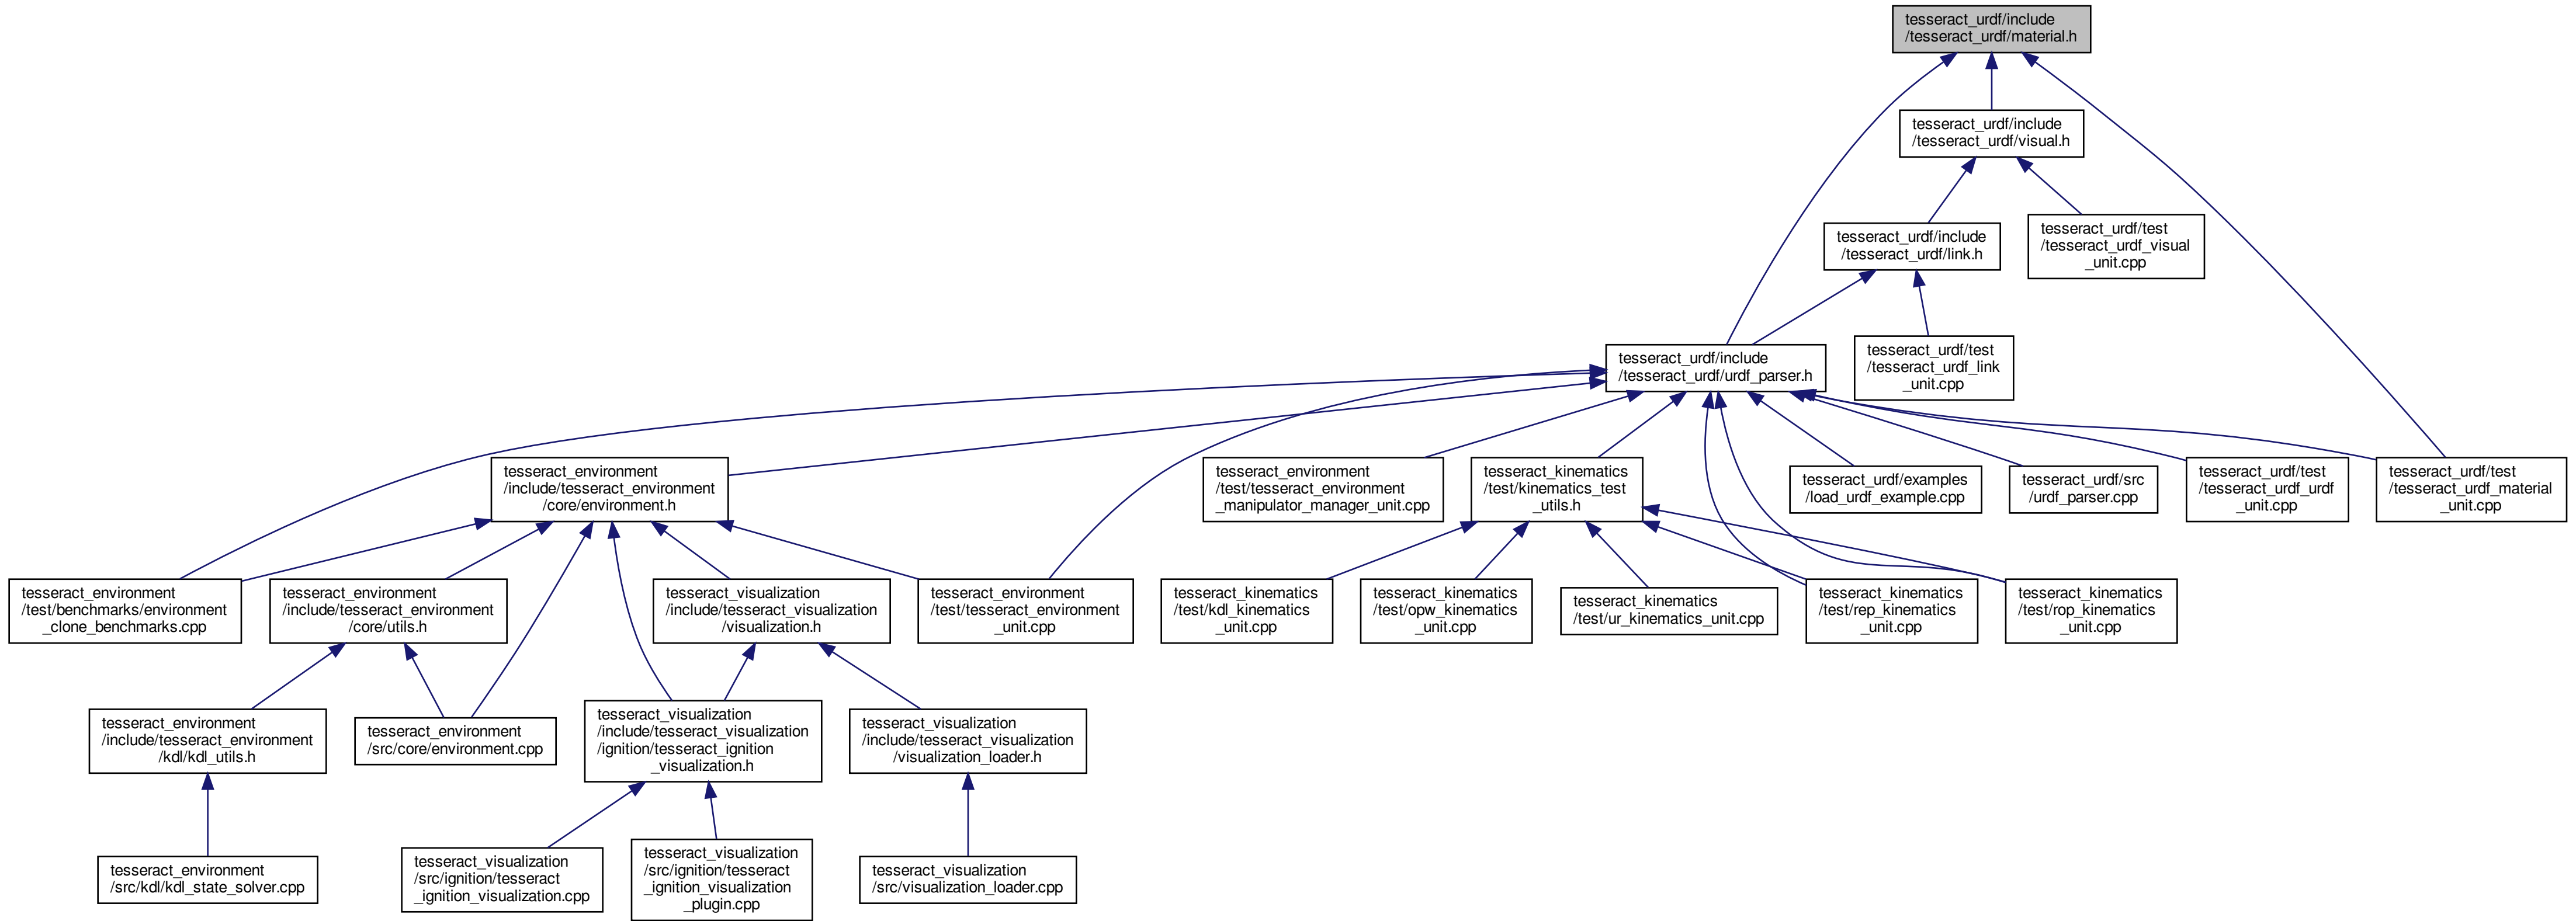 tesseract_urdf/include
/tesseract_urdf/material.h
tesseract_urdf/include
/tesseract_urdf/visual.h
tesseract_urdf/include
/tesseract_urdf/link.h
tesseract_urdf/test
/tesseract_urdf_visual
_unit.cpp
tesseract_urdf/include
/tesseract_urdf/urdf_parser.h
tesseract_urdf/test
/tesseract_urdf_link
_unit.cpp
tesseract_environment
/include/tesseract_environment
/core/environment.h
tesseract_environment
/test/tesseract_environment
_manipulator_manager_unit.cpp
tesseract_kinematics
/test/kinematics_test
_utils.h
tesseract_urdf/examples
/load_urdf_example.cpp
tesseract_urdf/src
/urdf_parser.cpp
tesseract_urdf/test
/tesseract_urdf_urdf
_unit.cpp
tesseract_urdf/test
/tesseract_urdf_material
_unit.cpp
tesseract_environment
/test/benchmarks/environment
_clone_benchmarks.cpp
tesseract_environment
/include/tesseract_environment
/core/utils.h
tesseract_visualization
/include/tesseract_visualization
/visualization.h
tesseract_environment
/test/tesseract_environment
_unit.cpp
tesseract_kinematics
/test/kdl_kinematics
_unit.cpp
tesseract_kinematics
/test/opw_kinematics
_unit.cpp
tesseract_kinematics
/test/ur_kinematics_unit.cpp
tesseract_kinematics
/test/rep_kinematics
_unit.cpp
tesseract_kinematics
/test/rop_kinematics
_unit.cpp
tesseract_environment
/include/tesseract_environment
/kdl/kdl_utils.h
tesseract_environment
/src/core/environment.cpp
tesseract_visualization
/include/tesseract_visualization
/ignition/tesseract_ignition
_visualization.h
tesseract_visualization
/include/tesseract_visualization
/visualization_loader.h
tesseract_environment
/src/kdl/kdl_state_solver.cpp
tesseract_visualization
/src/ignition/tesseract
_ignition_visualization.cpp
tesseract_visualization
/src/ignition/tesseract
_ignition_visualization
_plugin.cpp
tesseract_visualization
/src/visualization_loader.cpp